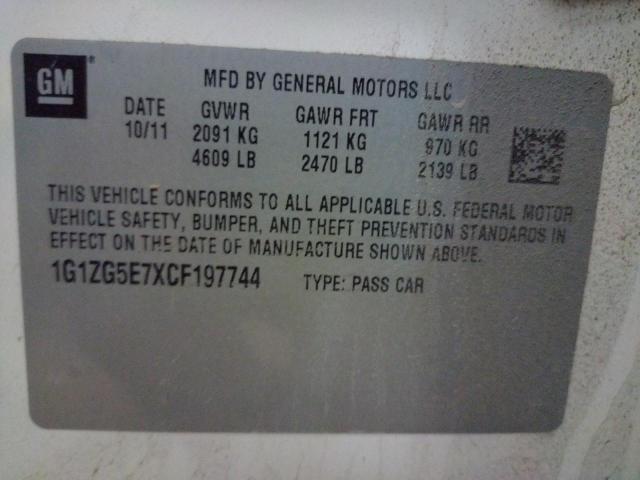 GM
MFD BY GENERAL MOTORS LLC
DATE GVWR GAWR FRT GAWR RR
10/11 2091 KG 1121 KG 970 KG
4609 LB 2470 LB 2139 LB
THIS VEHICLE CONFORMS TO ALL APPLICABLE U.S. FEDERAL MOTOR
VEHICLE SAFETY, BUMPER, AND THEFT PREVENTION STANDARDS IN
EFFECT ON THE DATE OF MANUFACTURE SHOWN ABOVE.
1G1ZG5E7XCF197744 TYPE: PASS CAR